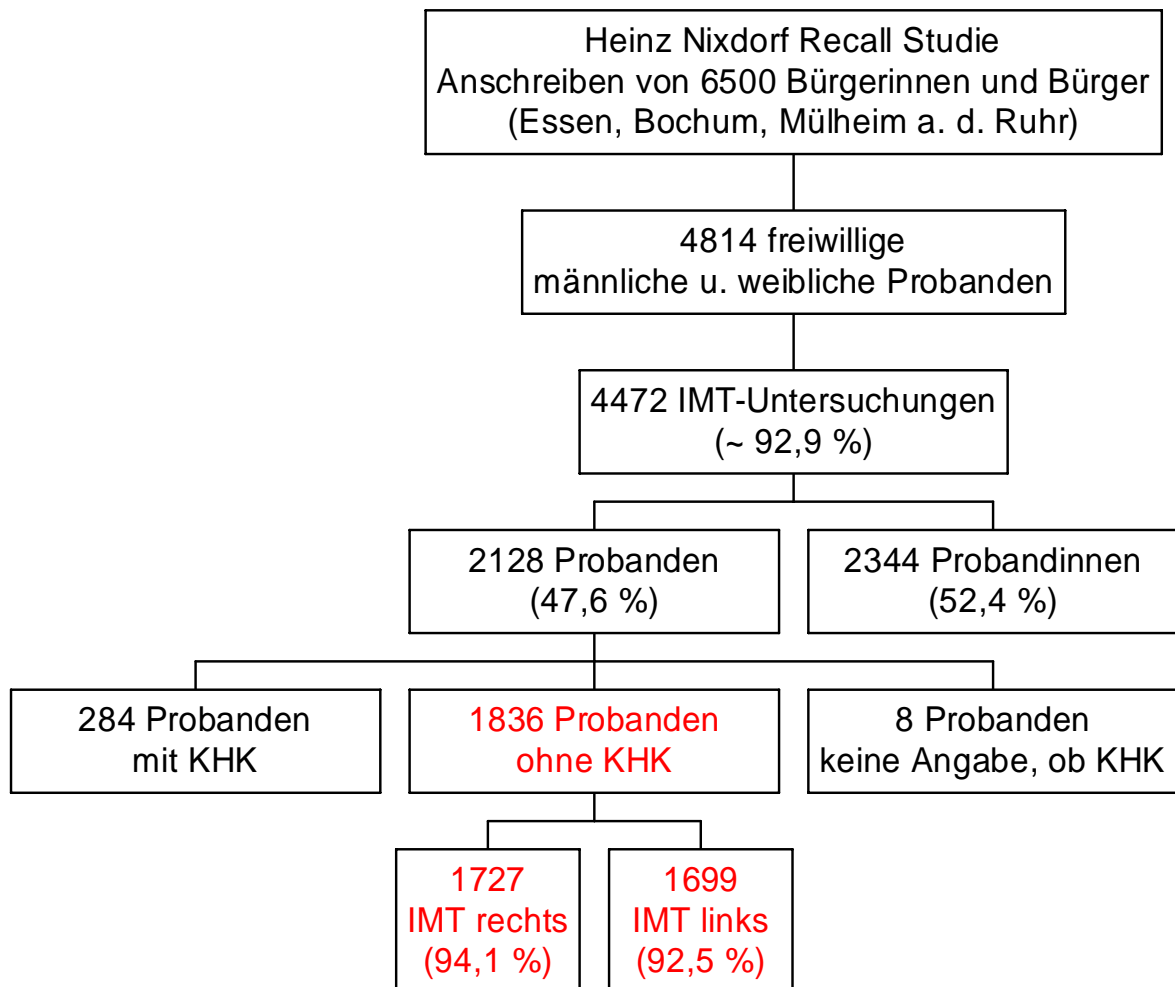 Heinz Nixdorf Recall Studie
Anschreiben von 6500 Bürgerinnen und Bürger
(Essen, Bochum, Mülheim a. d. Ruhr)
4814 freiwillige
männliche u. weibliche Probanden
4472 IMT-Untersuchungen
(~ 92,9 %)
2128 Probanden
(47,6 %)
2344 Probandinnen
(52,4 %)
284 Probanden
mit KHK
1836 Probanden
ohne KHK
8 Probanden
keine Angabe, ob KHK
1727
IMT rechts
(94,1 %)
1699
IMT links
(92,5 %)